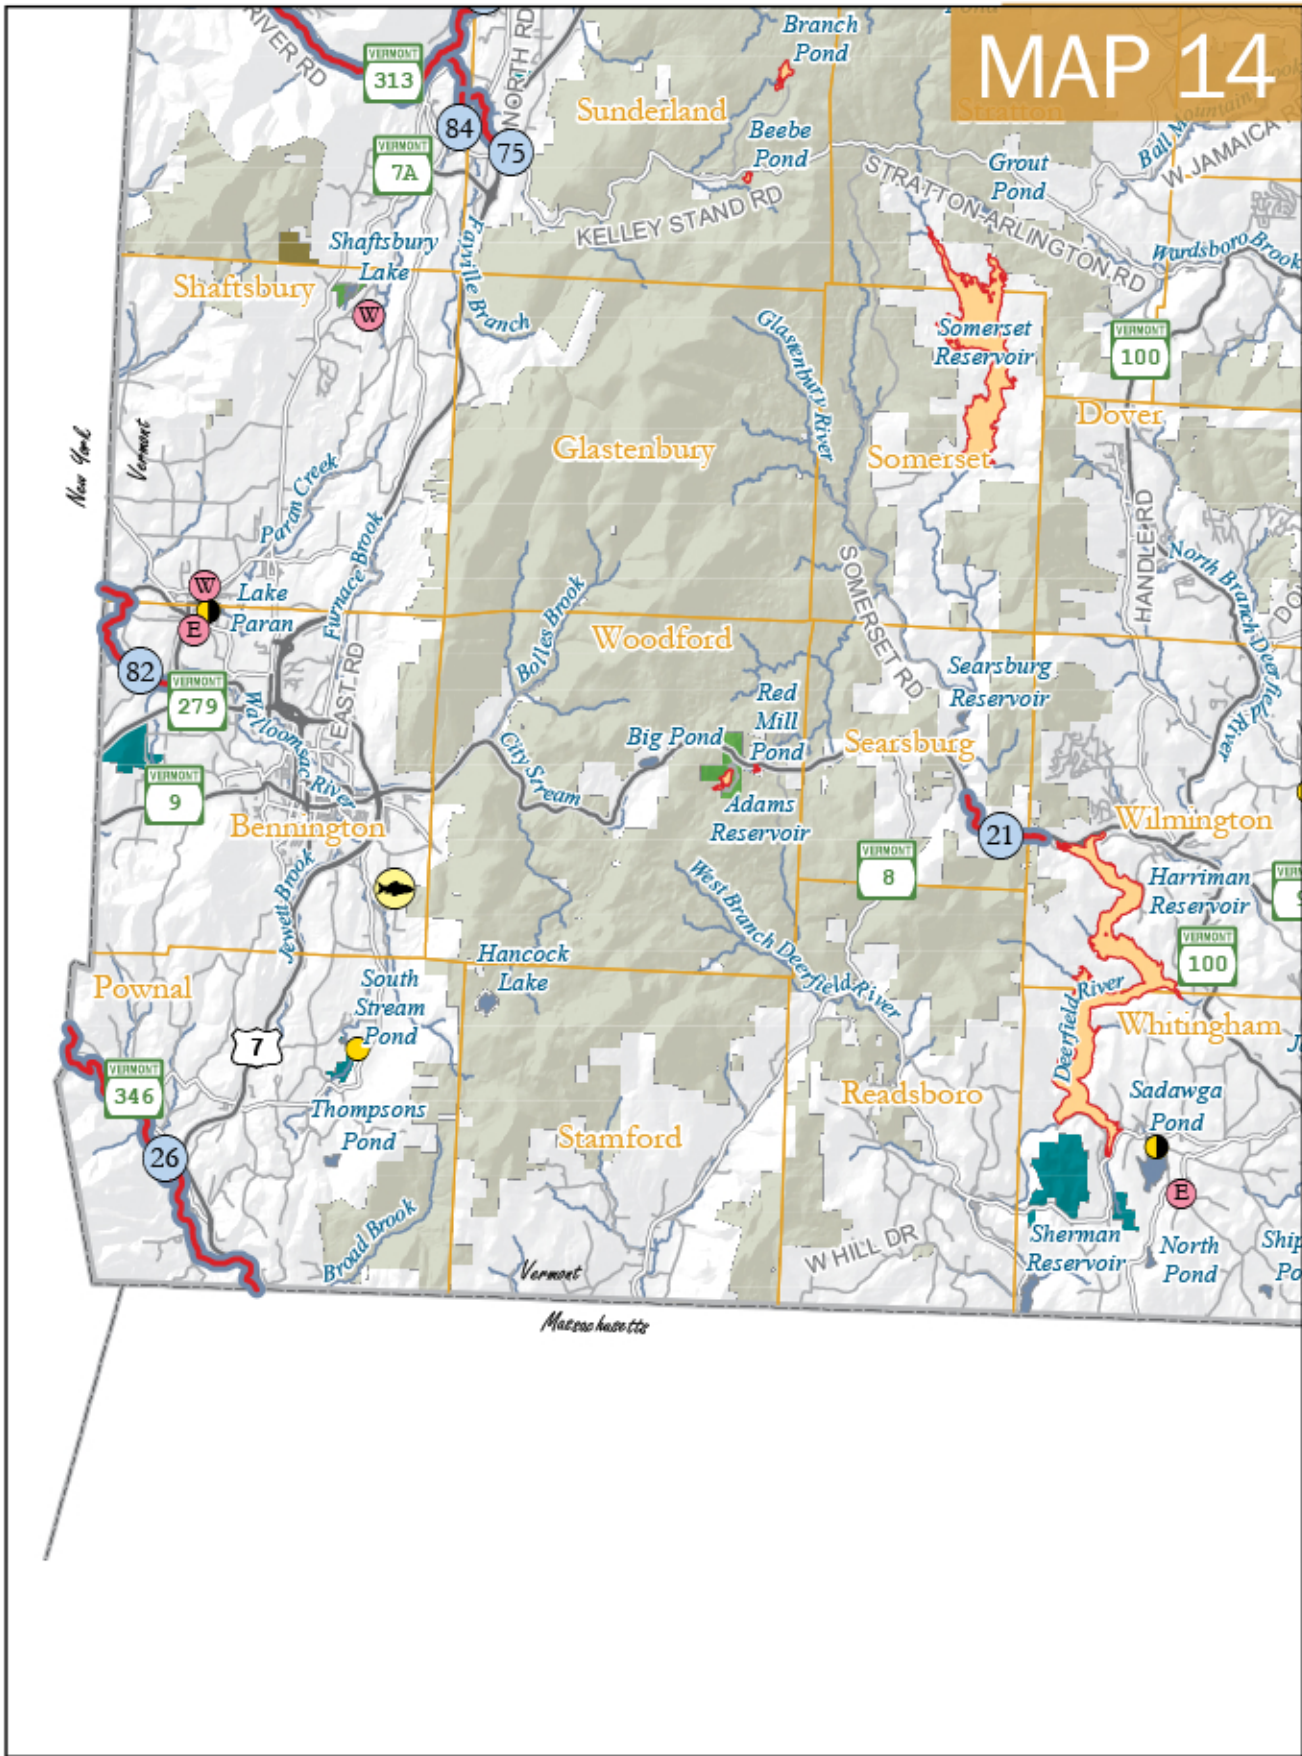 MAP 14
Branch
Pond
RIVER RD
VERMONT
313
NORTH RD
Sunderland
Stratton
Ball Mountain Brook
W JAMAICA RD
84
75
Beebe
Pond
VERMONT
7A
STRATTON-ARLINGTON RD
Grout
Pond
KELLEY STAND RD
Shaftsbury
Lake
Wardsboro Brook
Shaftsbury
Fayville Branch
W
Glastenbury River
Somerset
Reservoir
VERMONT
100
Dover
New York
Vermont
Glastenbury
Somerset
Paran Creek
Furnace Brook
HANDLE RD
North Branch Deerfield River
W
Lake
Paran
E
Bolles Brook
SOMERSET RD
Woodford
82
EAST RD
Searsburg
Reservoir
VERMONT
279
Walloomsac River
Red
Mill
Pond
Big Pond
City Stream
Searsburg
VERMONT
9
Adams
Reservoir
Bennington
21
Wilmington
Jewett Brook
West Branch Deerfield River
VERMONT
8
Harriman
Reservoir
VERMONT
100
Hancock
Lake
Pownal
South
Stream
Pond
Deerfield River
Whitingham
7
VERMONT
346
Thompsons
Pond
Readsboro
Sadawga
Pond
Stamford
26
E
Broad Brook
W HILL DR
Sherman
Reservoir
North
Pond
Vermont
Massachusetts